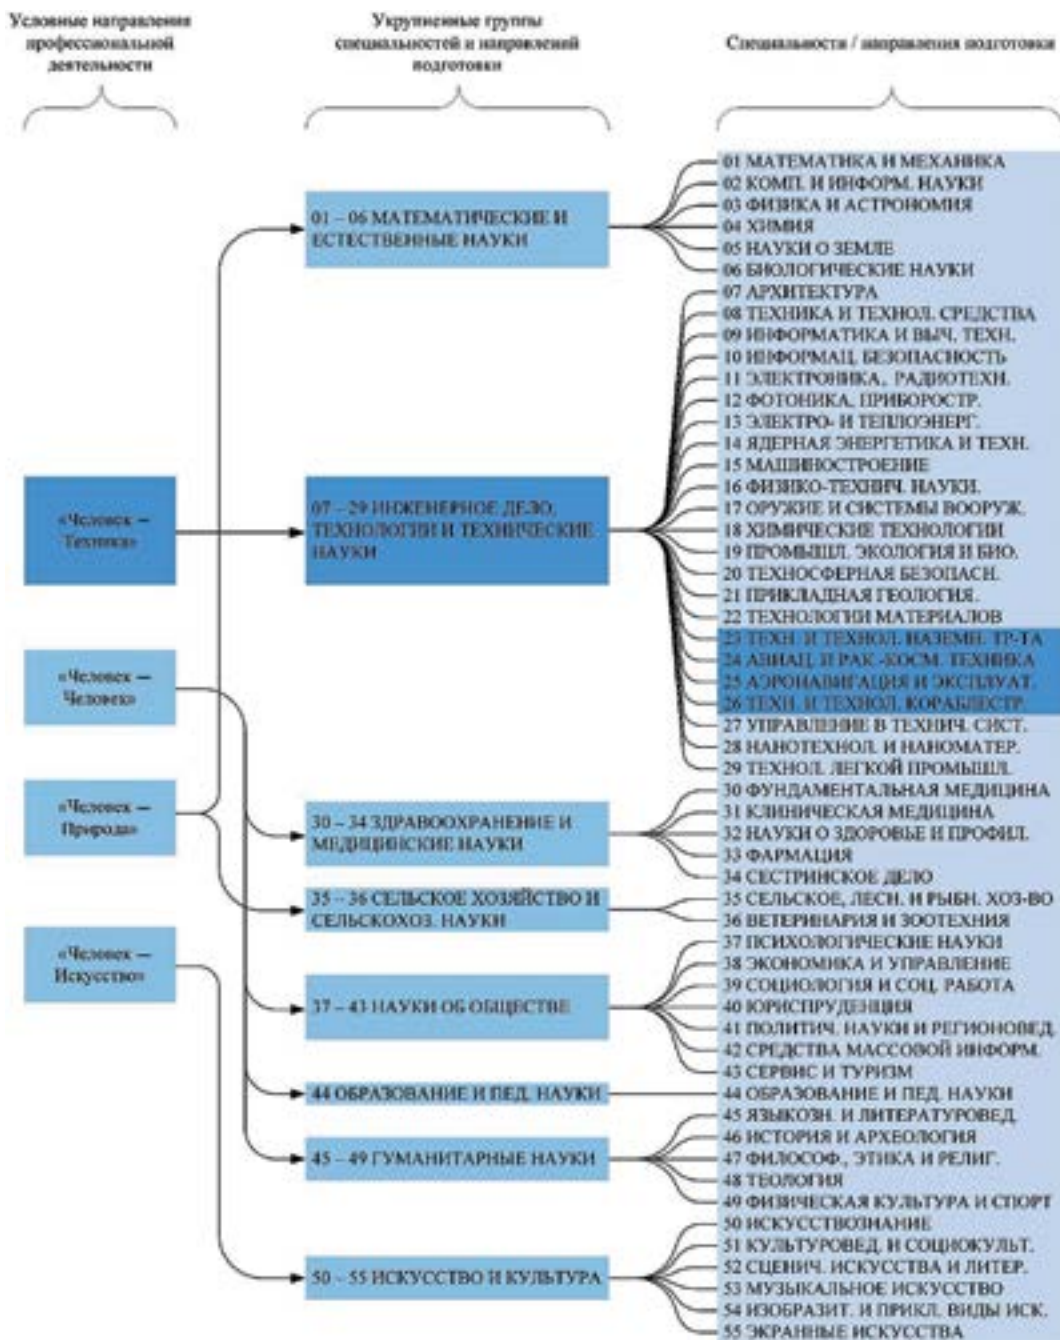 Условные направления
профессиональной
деятельности
Укрупненные группы
специальностей и направлений
подготовки
Специальности / направления подготовки
«Человек –
Техника»
«Человек –
Человек»
«Человек –
Природа»
«Человек –
Искусство»
01 – 06 МАТЕМАТИЧЕСКИЕ И
ЕСТЕСТВЕННЫЕ НАУКИ
07 – 29 ИНЖЕНЕРНОЕ ДЕЛО,
ТЕХНОЛОГИИ И ТЕХНИЧЕСКИЕ
НАУКИ
30 – 34 ЗДРАВООХРАНЕНИЕ И
МЕДИЦИНСКИЕ НАУКИ
35 – 36 СЕЛЬСКОЕ ХОЗЯЙСТВО И
СЕЛЬСКОХОЗ. НАУКИ
37 – 43 НАУКИ ОБ ОБЩЕСТВЕ
44 ОБРАЗОВАНИЕ И ПЕД. НАУКИ
45 – 49 ГУМАНИТАРНЫЕ НАУКИ
50 – 55 ИСКУССТВО И КУЛЬТУРА
01 МАТЕМАТИКА И МЕХАНИКА
02 КОМП. И ИНФОРМ. НАУКИ
03 ФИЗИКА И АСТРОНОМИЯ
04 ХИМИЯ
05 НАУКИ О ЗЕМЛЕ
06 БИОЛОГИЧЕСКИЕ НАУКИ
07 АРХИТЕКТУРА
08 ТЕХНИКА И ТЕХНОЛ. СРЕДСТВА
09 ИНФОРМАТИКА И ВЫЧ. ТЕХН.
10 ИНФОРМАЦ. БЕЗОПАСНОСТЬ
11 ЭЛЕКТРОНИКА, РАДИОТЕХН.
12 ФОТОНИКА, ПРИБОРОСТР.
13 ЭЛЕКТРО- И ТЕПЛОЭНЕРГ.
14 ЯДЕРНАЯ ЭНЕРГЕТИКА И ТЕХН.
15 МАШИНОСТРОЕНИЕ
16 ФИЗИКО-ТЕХНИЧ. НАУКИ.
17 ОРУЖИЕ И СИСТЕМЫ ВООРУЖ.
18 ХИМИЧЕСКИЕ ТЕХНОЛОГИИ
19 ПРОМЫШЛ. ЭКОЛОГИЯ И БИО.
20 ТЕХНОСФЕРНАЯ БЕЗОПАСН.
21 ПРИКЛАДНАЯ ГЕОЛОГИЯ.
22 ТЕХНОЛОГИИ МАТЕРИАЛОВ
23 ТЕХН. И ТЕХНОЛ. НАЗЕМН. ТР-ТА
24 АВИАЦ. И РАК.-КОСМ. ТЕХНИКА
25 АЭРОНАВИГАЦИЯ И ЭКСПЛУАТ.
26 ТЕХН. И ТЕХНОЛ. КОРАБЛЕСТР.
27 УПРАВЛЕНИЕ В ТЕХНИЧ. СИСТ.
28 НАНОТЕХНОЛ. И НАНОМАТЕР.
29 ТЕХНОЛ. ЛЕГКОЙ ПРОМЫШЛ.
30 ФУНДАМЕНТАЛЬНАЯ МЕДИЦИНА
31 КЛИНИЧЕСКАЯ МЕДИЦИНА
32 НАУКИ О ЗДОРОВЬЕ И ПРОФИЛ.
33 ФАРМАЦИЯ
34 СЕСТРИНСКОЕ ДЕЛО
35 СЕЛЬСКОЕ, ЛЕСН. И РЫБН. ХОЗ-ВО
36 ВЕТЕРИНАРИЯ И ЗООТЕХНИЯ
37 ПСИХОЛОГИЧЕСКИЕ НАУКИ
38 ЭКОНОМИКА И УПРАВЛЕНИЕ
39 СОЦИОЛОГИЯ И СОЦ. РАБОТА
40 ЮРИСПРУДЕНЦИЯ
41 ПОЛИТИЧ. НАУКИ И РЕГИОНОВЕД.
42 СРЕДСТВА МАССОВОЙ ИНФОРМ.
43 СЕРВИС И ТУРИЗМ
44 ОБРАЗОВАНИЕ И ПЕД. НАУКИ
45 ЯЗЫКОЗН. И ЛИТЕРАТУРОВЕД.
46 ИСТОРИЯ И АРХЕОЛОГИЯ
47 ФИЛОСОФ., ЭТИКА И РЕЛИГ.
48 ТЕОЛОГИЯ
49 ФИЗИЧЕСКАЯ КУЛЬТУРА И СПОРТ
50 ИСКУССТВОЗНАНИЕ
51 КУЛЬТУРОВЕД. И СОЦИОКУЛЬТ.
52 СЦЕНИЧ. ИСКУССТВА И ЛИТЕР.
53 МУЗЫКАЛЬНОЕ ИСКУССТВО
54 ИЗОБРАЗИТ. И ПРИКЛ. ВИДЫ ИСК.
55 ЭКРАННЫЕ ИСКУССТВА